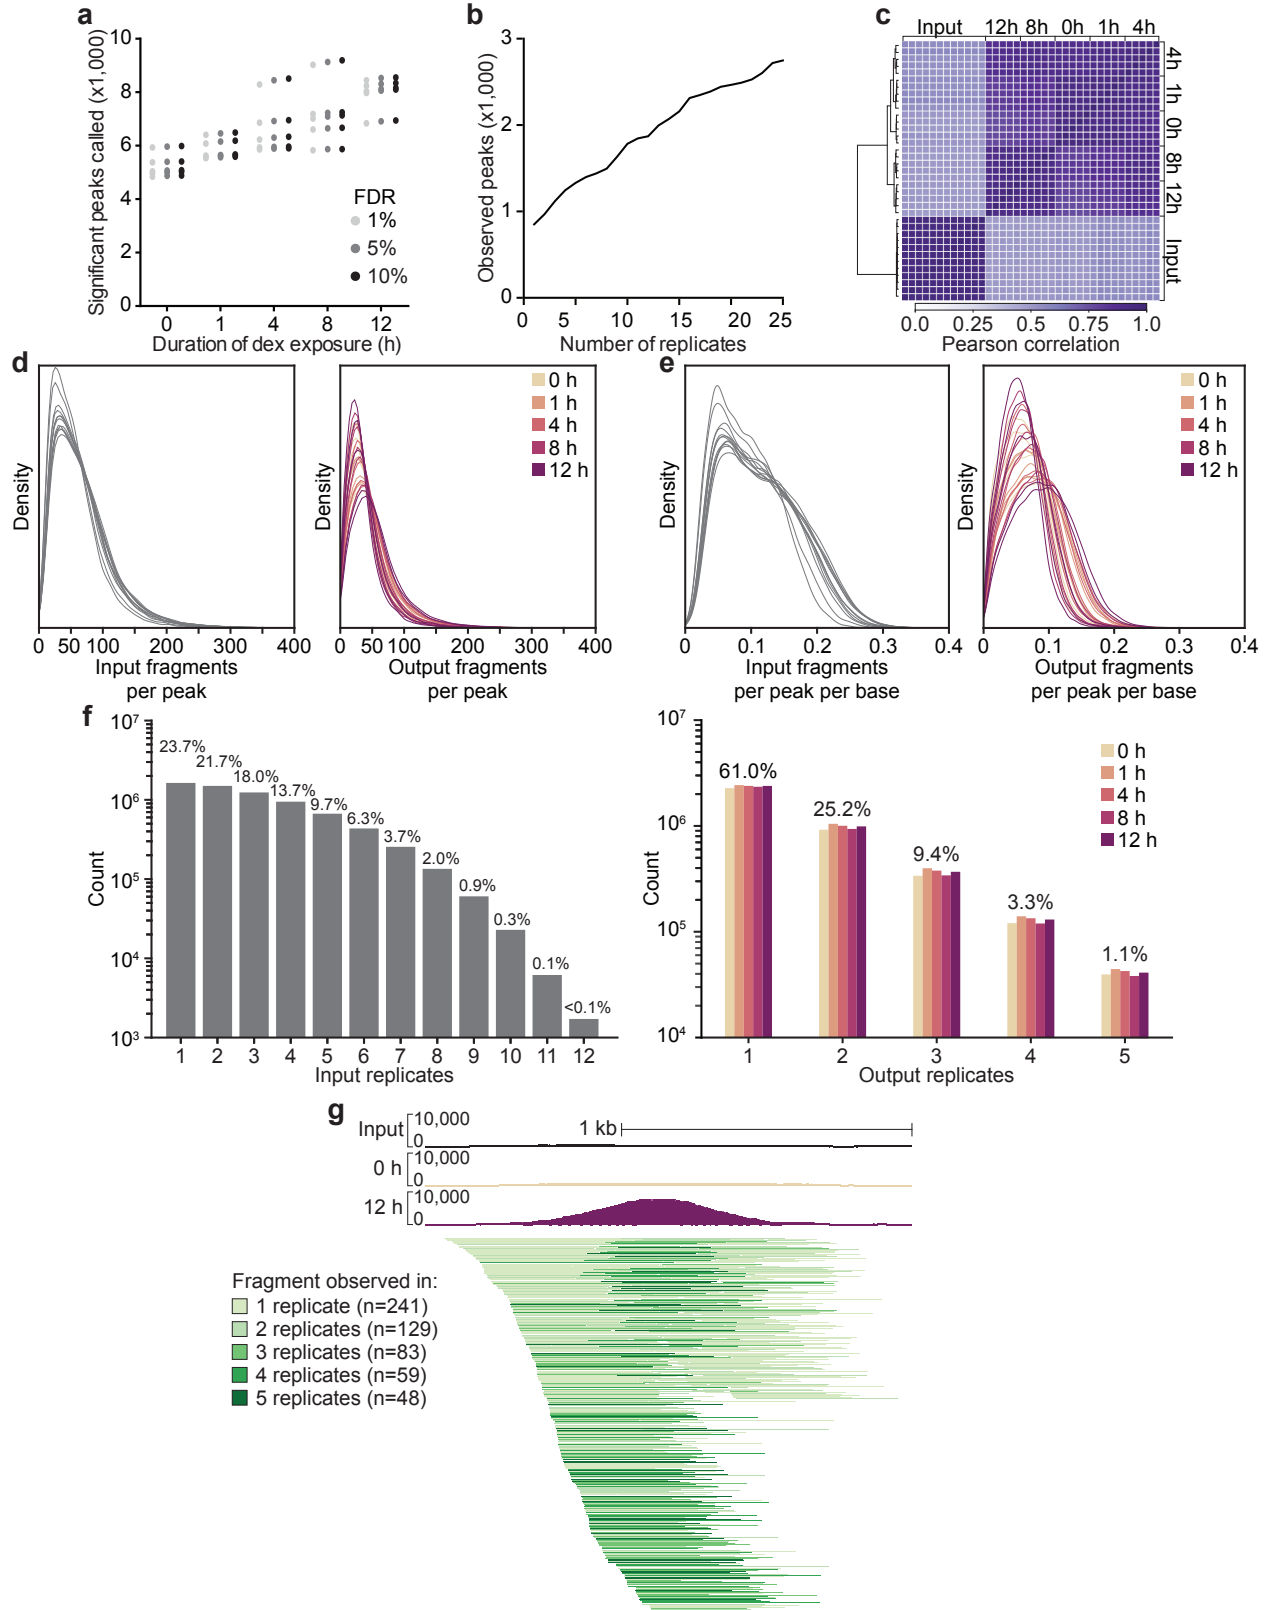 a
Significant peaks called (x1,000)
10
8
6
4
2
0
FDR
1%
5%
10%
0 1 4 8 12
Duration of dex exposure (h)
b
Observed peaks (x1,000)
3
2
1
0
0 5 10 15 20 25
Number of replicates
c
Input 12h 8h 0h 1h 4h
4h
1h
0h
8h
12h
Input
0.0 0.25 0.5 0.75 1.0
Pearson correlation
d
Density
0 50 100 200 300 400
Input fragments
per peak
Density
0 h
1 h
4 h
8 h
12 h
0 50 100 200 300 400
Output fragments
per peak
e
Density
0 0.1 0.2 0.3 0.4
Input fragments
per peak per base
Density
0 h
1 h
4 h
8 h
12 h
0 0.1 0.2 0.3 0.4
Output fragments
per peak per base
f
Count
10⁷
10⁶
10⁵
10⁴
10³
23.7%
21.7%
18.0%
13.7%
9.7%
6.3%
3.7%
2.0%
0.9%
0.3%
0.1%
<0.1%
1 2 3 4 5 6 7 8 9 10 11 12
Input replicates
Count
10⁷
10⁶
10⁵
10⁴
61.0%
25.2%
9.4%
3.3%
1.1%
0 h
1 h
4 h
8 h
12 h
1 2 3 4 5
Output replicates
g
Input 10,000
0
1 kb
0 h 10,000
0
12 h 10,000
0
Fragment observed in:
1 replicate (n=241)
2 replicates (n=129)
3 replicates (n=83)
4 replicates (n=59)
5 replicates (n=48)